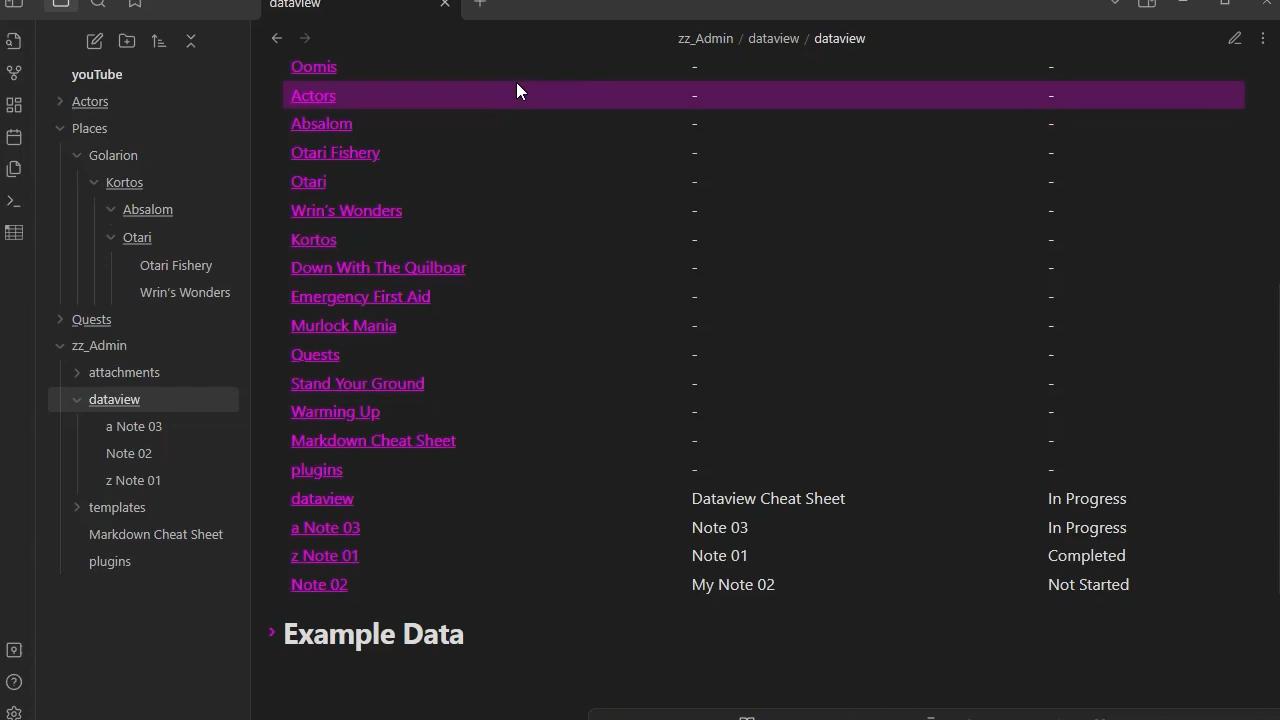 dataview
zz_Admin / dataview / dataview
youTube
Actors
Places
Golarion
Kortos
Absalom
Otari
Otari Fishery
Wrin's Wonders
Quests
zz_Admin
attachments
dataview
a Note 03
Note 02
z Note 01
templates
Markdown Cheat Sheet
plugins
Oomis - -
Actors - -
Absalom - -
Otari Fishery - -
Otari - -
Wrin's Wonders - -
Kortos - -
Down With The Quilboar - -
Emergency First Aid - -
Murlock Mania - -
Quests - -
Stand Your Ground - -
Warming Up - -
Markdown Cheat Sheet - -
plugins - -
dataview Dataview Cheat Sheet In Progress
a Note 03 Note 03 In Progress
z Note 01 Note 01 Completed
Note 02 My Note 02 Not Started
Example Data